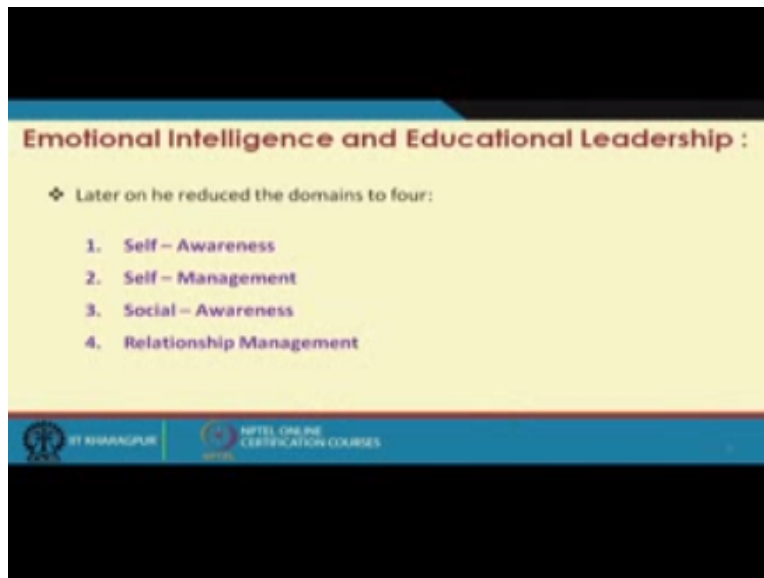 Emotional Intelligence and Educational Leadership :
❖ Later on he reduced the domains to four:
1. Self – Awareness
2. Self – Management
3. Social – Awareness
4. Relationship Management
IIT KHARAGPUR
NPTEL ONLINE
CERTIFICATION COURSES
NPTEL